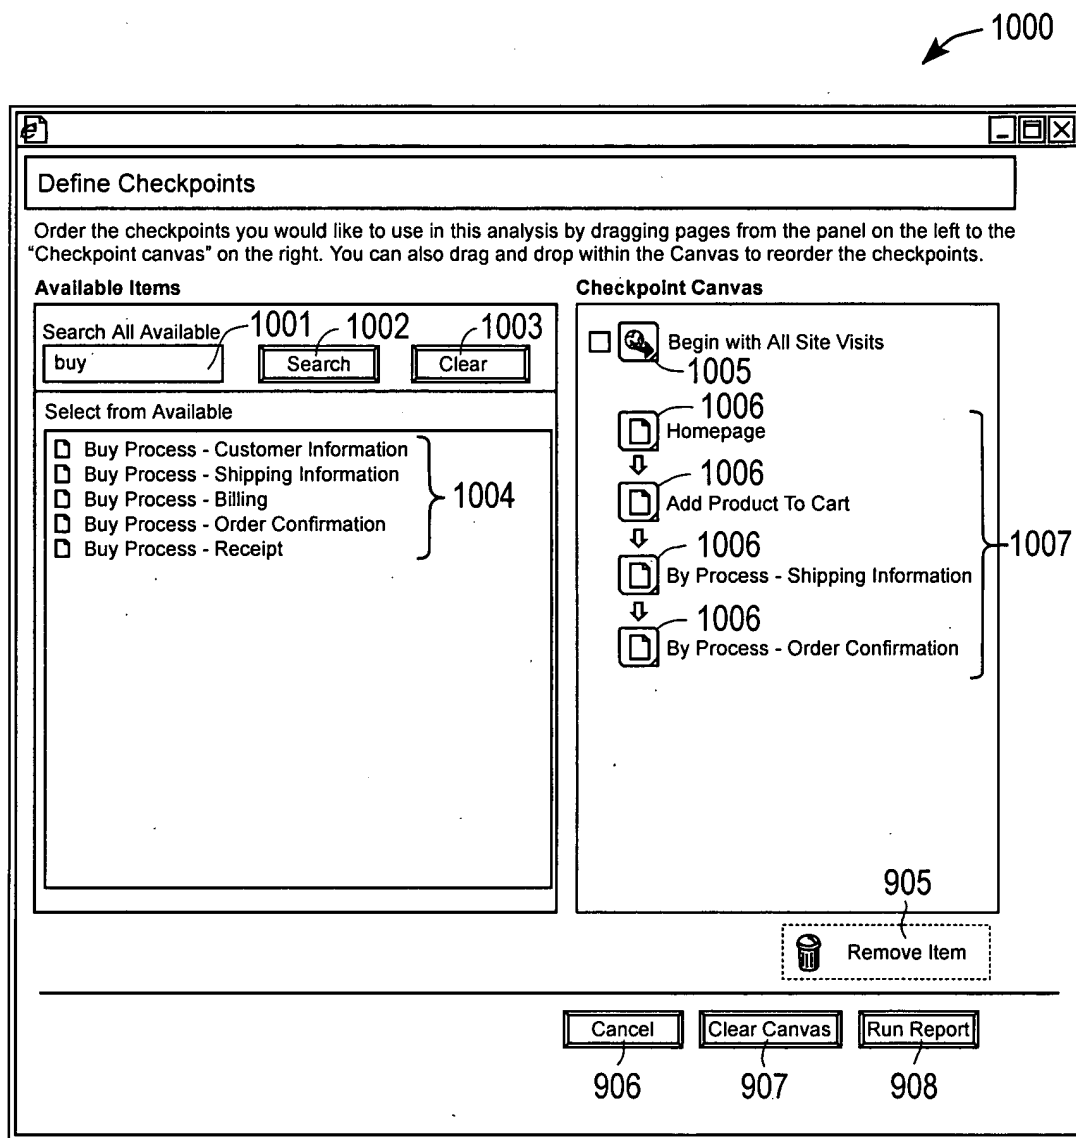 1000
Define Checkpoints
Order the checkpoints you would like to use in this analysis by dragging pages from the panel on the left to the
“Checkpoint canvas” on the right. You can also drag and drop within the Canvas to reorder the checkpoints.
Available Items
Search All Available
1001
1002
1003
buy
Search
Clear
Select from Available
Buy Process - Customer Information
Buy Process - Shipping Information
Buy Process - Billing
Buy Process - Order Confirmation
Buy Process - Receipt
1004
Checkpoint Canvas
Begin with All Site Visits
1005
1006
Homepage
1006
Add Product To Cart
1006
By Process - Shipping Information
1006
By Process - Order Confirmation
1007
905
Remove Item
Cancel
Clear Canvas
Run Report
906
907
908